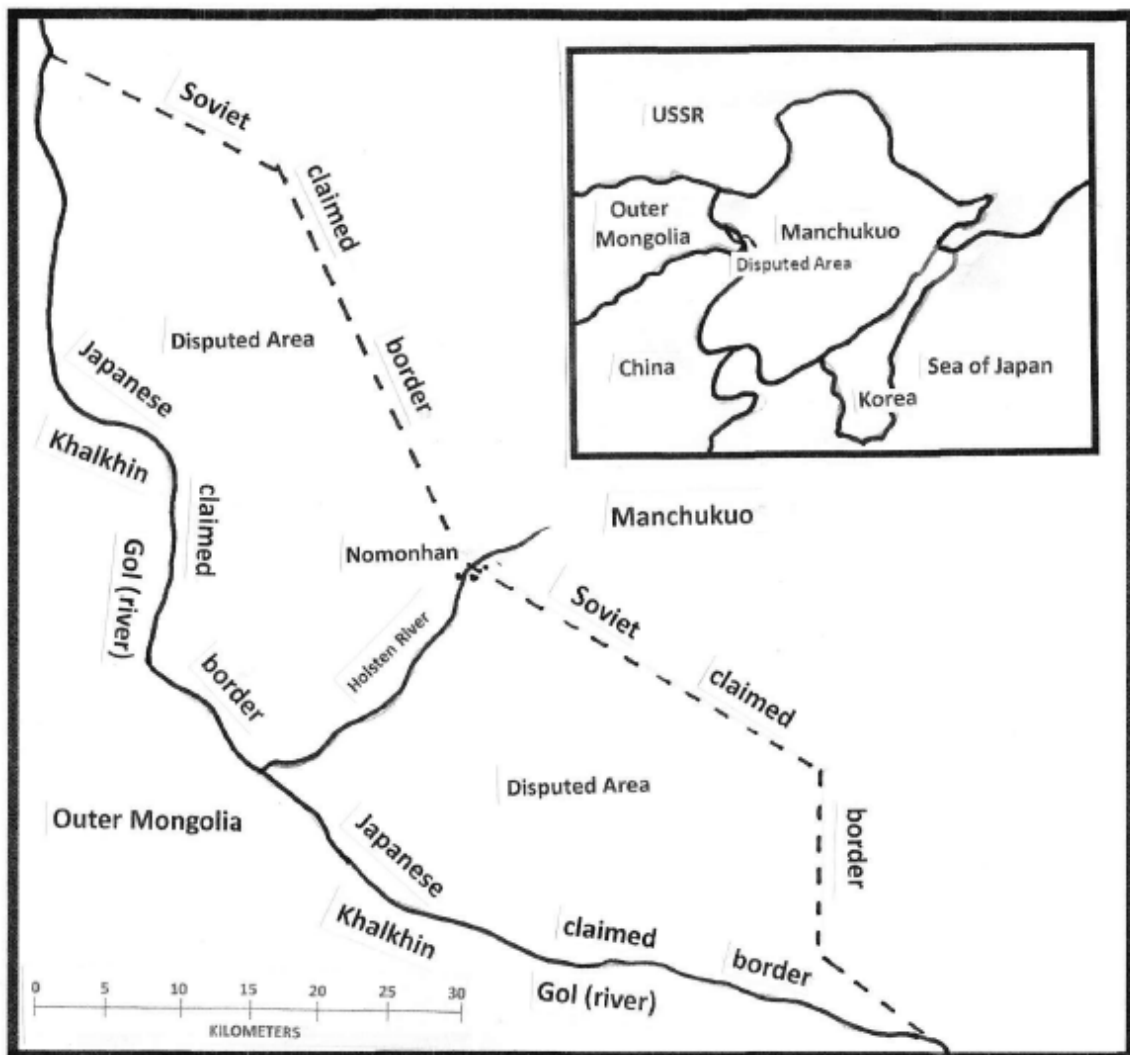 Soviet
claimed
border
USSR
Outer
Mongolia
Manchukuo
Disputed Area
China
Sea of Japan
Korea
Disputed Area
Japanese
claimed
border
Khalkhin
Gol (river)
Manchukuo
Nomonhan
Holsten River
Soviet
claimed
border
Disputed Area
Outer Mongolia
Japanese
claimed
border
Khalkhin
Gol (river)
0 5 10 15 20 25 30
KILOMETERS